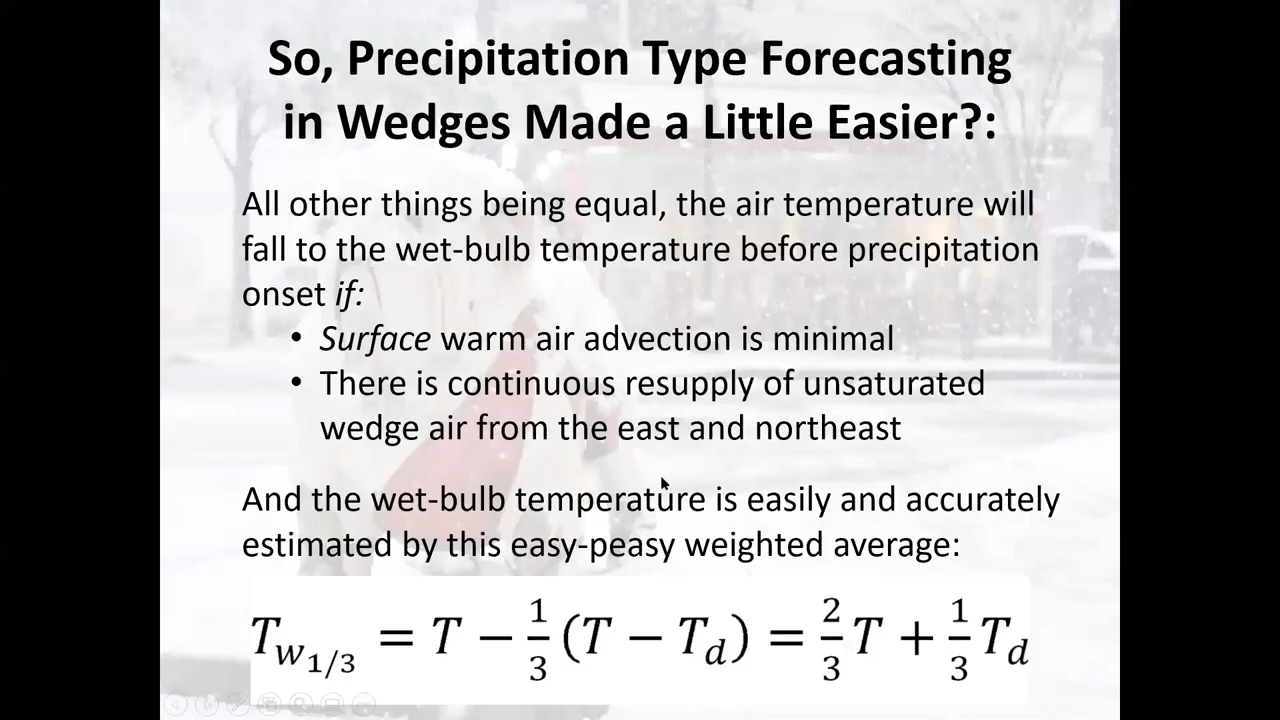 So, Precipitation Type Forecasting
in Wedges Made a Little Easier?:
All other things being equal, the air temperature will
fall to the wet-bulb temperature before precipitation
onset if:
• Surface warm air advection is minimal
• There is continuous resupply of unsaturated
wedge air from the east and northeast
And the wet-bulb temperature is easily and accurately
estimated by this easy-peasy weighted average:
T_{w_{1/3}} = T − 1/3 (T − T_d) = 2/3 T + 1/3 T_d